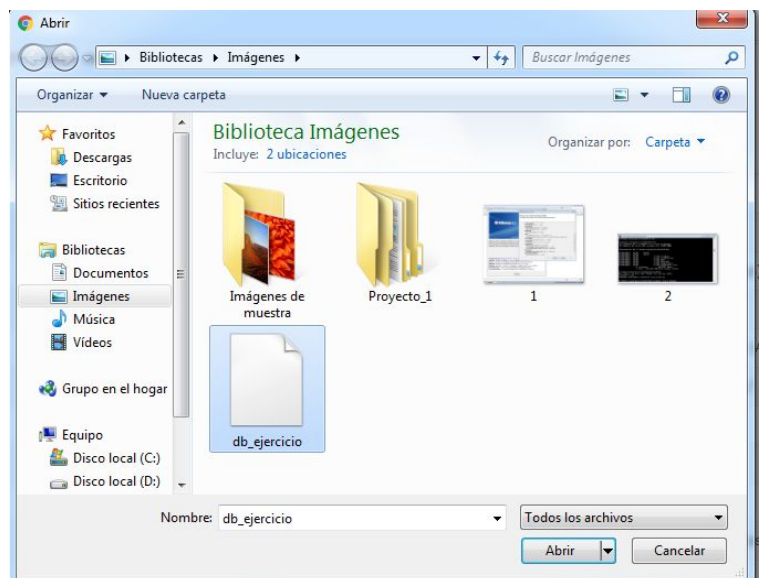 Abrir
Bibliotecas
Imágenes
Buscar Imágenes
Organizar
Nueva carpeta
Favoritos
Descargas
Escritorio
Sitios recientes
Bibliotecas
Documentos
Imágenes
Música
Vídeos
Grupo en el hogar
Equipo
Disco local (C:)
Disco local (D:)
Biblioteca Imágenes
Incluye: 2 ubicaciones
Organizar por: Carpeta
Imágenes de
muestra
Proyecto_1
1
2
db_ejercicio
Nombre: db_ejercicio
Todos los archivos
Abrir
Cancelar